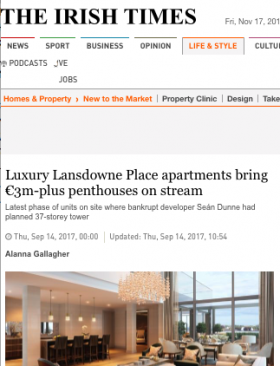 THE IRISH TIMES
Fri, Nov 17, 201
NEWS SPORT BUSINESS OPINION LIFE & STYLE CULTU
PODCASTS
JOBS
Homes & Property › New to the Market | Property Clinic | Design | Take
Luxury Lansdowne Place apartments bring
€3m-plus penthouses on stream
Latest phase of units on site where bankrupt developer Seán Dunne had
planned 37-storey tower
Thu, Sep 14, 2017, 00:00 | Updated: Thu, Sep 14, 2017, 10:54
Alanna Gallagher